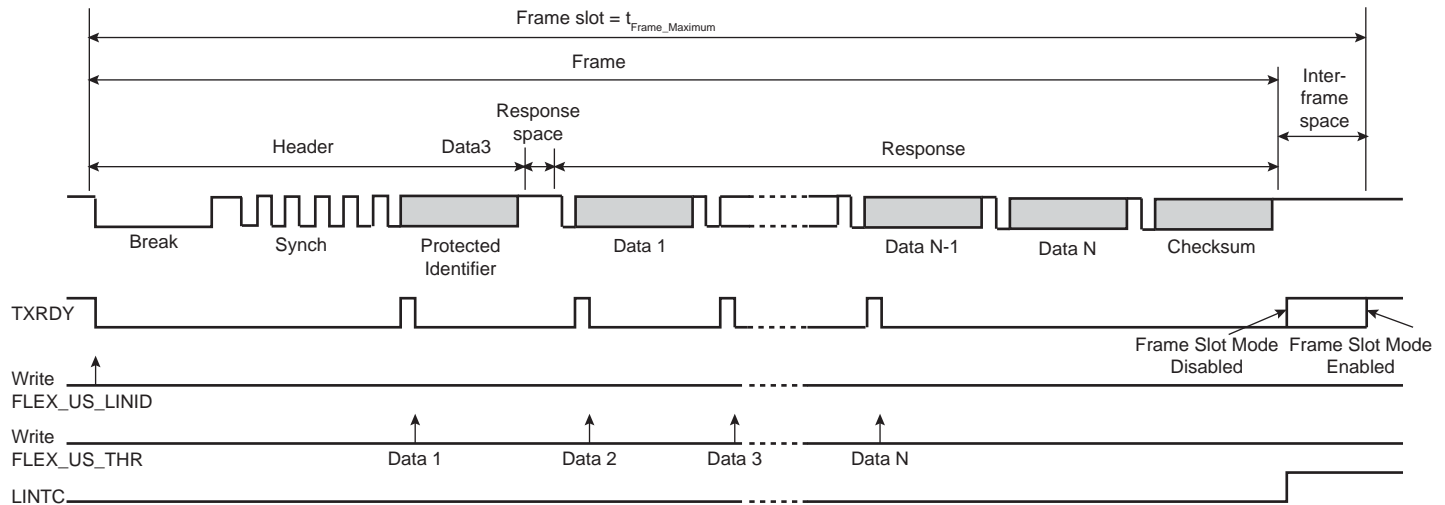 Frame slot = tFrame_Maximum
Frame
Inter-
frame
space
Response
space
Header
Data3
Response
Break
Synch
Protected
Identifier
Data 1
Data N-1
Data N
Checksum
TXRDY
Frame Slot Mode
Disabled
Frame Slot Mode
Enabled
Write
FLEX_US_LINID
Write
FLEX_US_THR
Data 1
Data 2
Data 3
Data N
LINTC